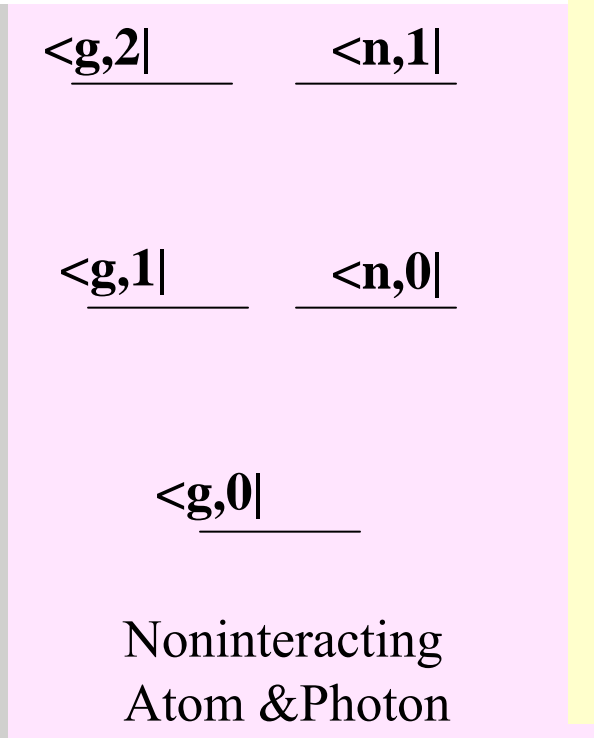 <g,2| <n,1|
<g,1| <n,0|
<g,0|
Noninteracting
Atom &Photon